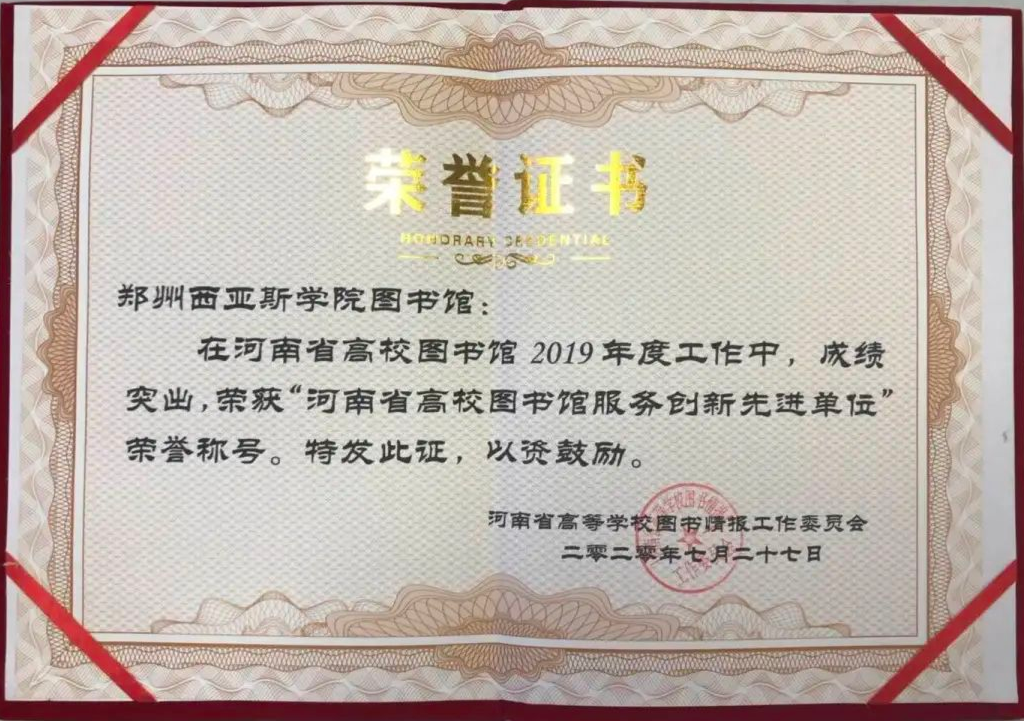 荣誉证书
HONORARY CREDENTIAL
郑州西亚斯学院图书馆：
在河南省高校图书馆 2019 年度工作中，成绩
突出，荣获“河南省高校图书馆服务创新先进单位”
荣誉称号。特发此证，以资鼓励。
河南省高等学校图书情报工作委员会
二零二零年七月二十七日